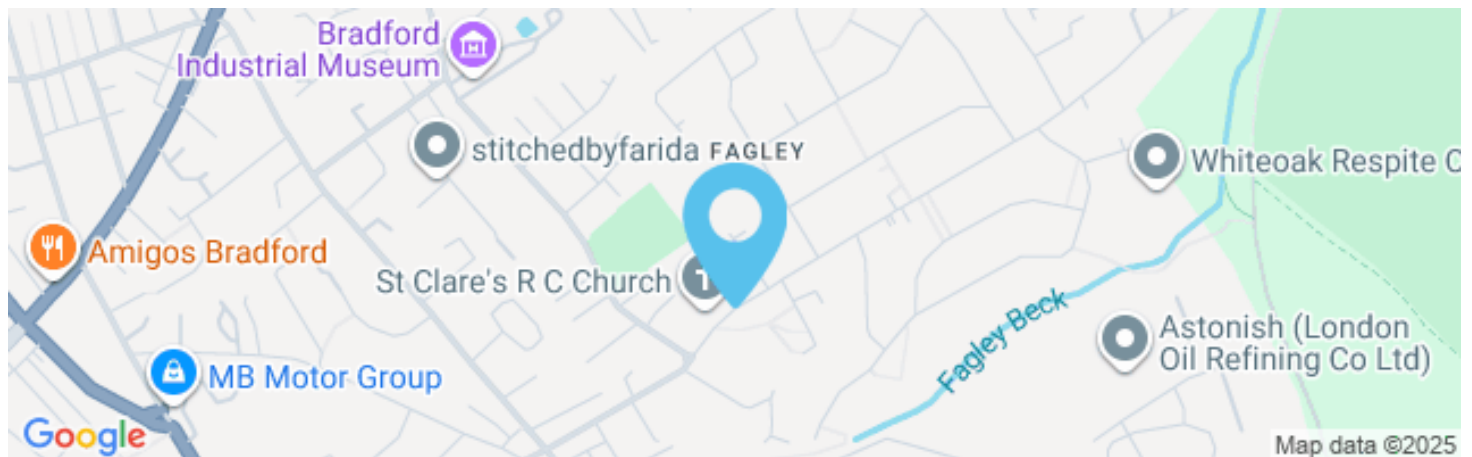 Bradford
Industrial Museum
stitchedbyfarida
FAGLEY
Whiteoak Respite C
Amigos Bradford
St Clare's R C Church
Fagley Beck
Astonish (London
Oil Refining Co Ltd)
MB Motor Group
Google
Map data ©2025